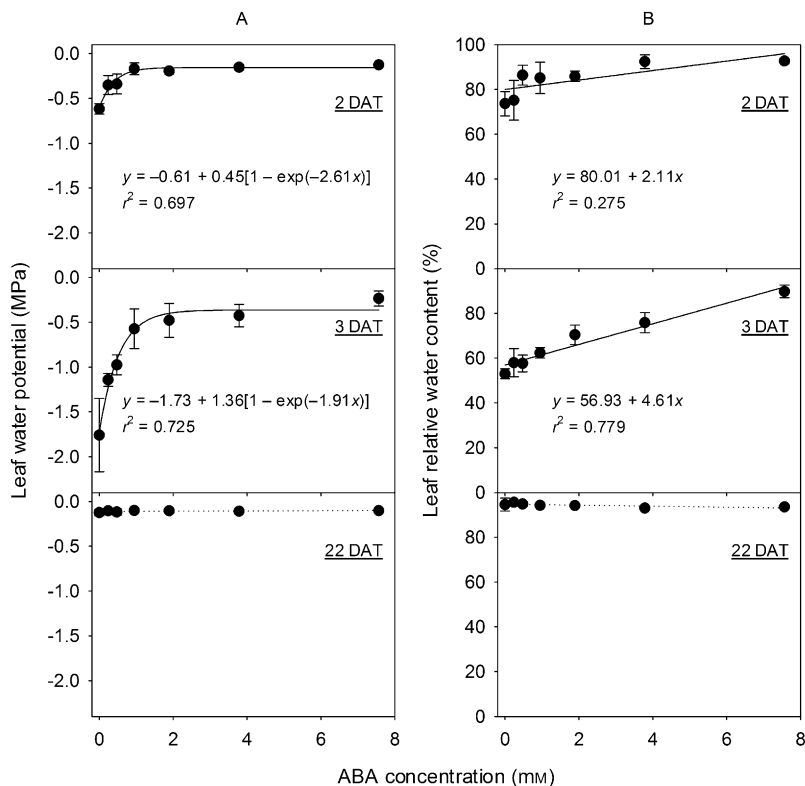 A
B
0.0
−0.5
−1.0
−1.5
−2.0
2 DAT
y = −0.61 + 0.45[1 − exp(−2.61x)]
r² = 0.697
100
80
60
40
20
0
2 DAT
y = 80.01 + 2.11x
r² = 0.275
Leaf water potential (MPa)
0.0
−0.5
−1.0
−1.5
−2.0
3 DAT
y = −1.73 + 1.36[1 − exp(−1.91x)]
r² = 0.725
Leaf relative water content (%)
80
60
40
20
0
3 DAT
y = 56.93 + 4.61x
r² = 0.779
0.0
−0.5
−1.0
−1.5
−2.0
22 DAT
80
60
40
20
0
22 DAT
0 2 4 6 8
0 2 4 6 8
ABA concentration (mM)